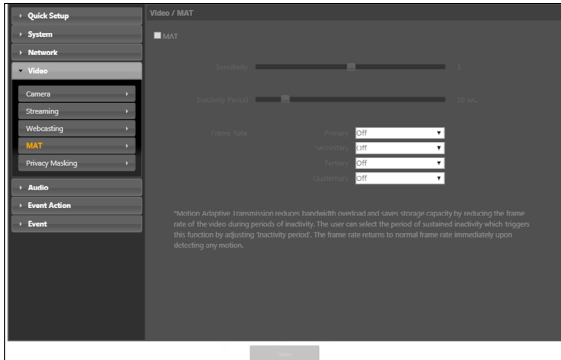 Quick Setup
System
Network
Video
Camera
Streaming
Webcasting
MAT
Privacy Masking
Audio
Event Action
Event
Video / MAT
MAT
Sensitivity
Inactivity Period
Frame Rate
Primary Off
Secondary Off
Tertiary Off
Quaternary Off
*Motion Adaptive Transmission reduces bandwidth overload and saves storage capacity by reducing the frame
rate of the video during periods of inactivity. The user can select the period of sustained inactivity which triggers
this function by adjusting 'Inactivity period'. The frame rate returns to normal frame rate immediately upon
detecting any motion.